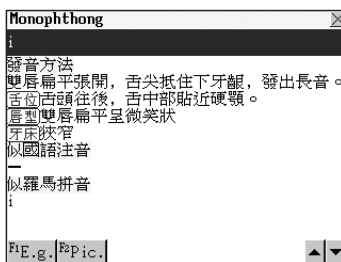 Monophthong
i
發音方法
雙唇扁平張開，舌尖抵住下牙齦，發出長音。
舌位舌頭往後，舌中部貼近硬顎。
唇型雙唇扁平呈微笑狀
牙床狹窄
似國語注音
一
似羅馬拼音
i
F1E.g. F2Pic.